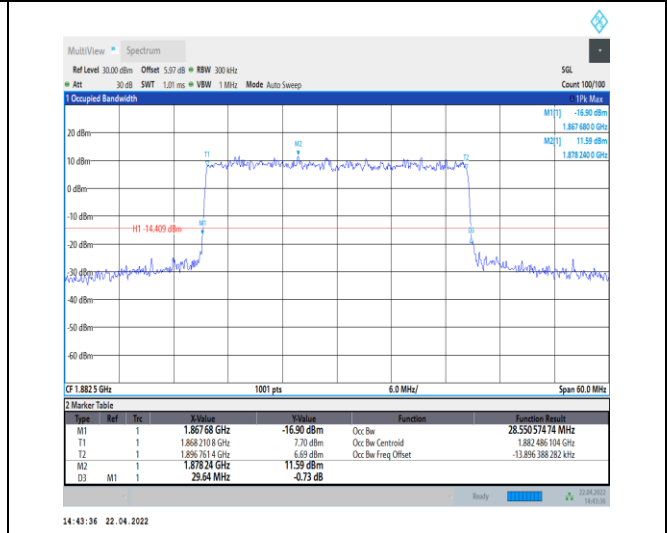 MultiView Spectrum
Ref Level 30.00 dBm Offset 5.97 dB RBW 300 kHz SGL
Att 30 dB SWT 1.01 ms VBW 1 MHz Mode Auto Sweep Count 100/100
1 Occupied Bandwidth 1Pk Max
M1[1] -16.90 dBm
1.867 680 0 GHz
M2[1] 11.59 dBm
1.878 240 0 GHz
20 dBm
10 dBm
0 dBm
-10 dBm
-20 dBm
-30 dBm
-40 dBm
-50 dBm
-60 dBm
T1
M2
T2
M1
D3
H1 -14.409 dBm
CF 1.882 5 GHz 1001 pts 6.0 MHz/ Span 60.0 MHz
2 Marker Table
Type Ref Trc X-Value Y-Value Function Function Result
M1 1 1.867 68 GHz -16.90 dBm Occ Bw 28.550 574 74 MHz
T1 1 1.868 210 8 GHz 7.70 dBm Occ Bw Centroid 1.882 486 104 GHz
T2 1 1.896 761 4 GHz 6.69 dBm Occ Bw Freq Offset -13.896 388 282 kHz
M2 1 1.878 24 GHz 11.59 dBm
D3 M1 1 29.64 MHz -0.73 dB
Ready 22.04.2022
14:43:36
14:43:36 22.04.2022